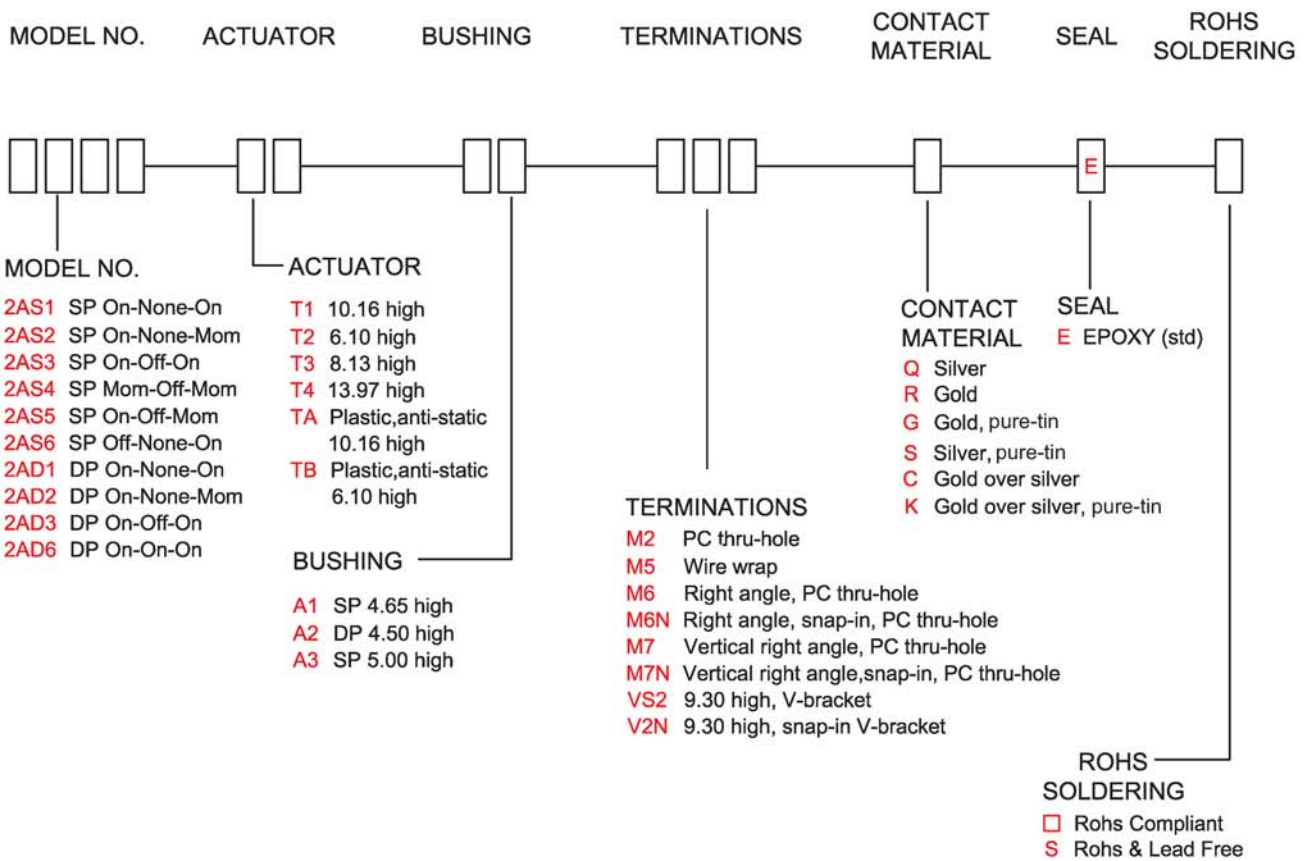 MODEL NO. ACTUATOR BUSHING TERMINATIONS CONTACT MATERIAL SEAL ROHS SOLDERING
E
MODEL NO.
2AS1 SP On-None-On
2AS2 SP On-None-Mom
2AS3 SP On-Off-On
2AS4 SP Mom-Off-Mom
2AS5 SP On-Off-Mom
2AS6 SP Off-None-On
2AD1 DP On-None-On
2AD2 DP On-None-Mom
2AD3 DP On-Off-On
2AD6 DP On-On-On
ACTUATOR
T1 10.16 high
T2 6.10 high
T3 8.13 high
T4 13.97 high
TA Plastic,anti-static
10.16 high
TB Plastic,anti-static
6.10 high
BUSHING
A1 SP 4.65 high
A2 DP 4.50 high
A3 SP 5.00 high
TERMINATIONS
M2 PC thru-hole
M5 Wire wrap
M6 Right angle, PC thru-hole
M6N Right angle, snap-in, PC thru-hole
M7 Vertical right angle, PC thru-hole
M7N Vertical right angle,snap-in, PC thru-hole
VS2 9.30 high, V-bracket
V2N 9.30 high, snap-in V-bracket
CONTACT
MATERIAL
Q Silver
R Gold
G Gold, pure-tin
S Silver, pure-tin
C Gold over silver
K Gold over silver, pure-tin
SEAL
E EPOXY (std)
ROHS
SOLDERING
Rohs Compliant
S Rohs & Lead Free